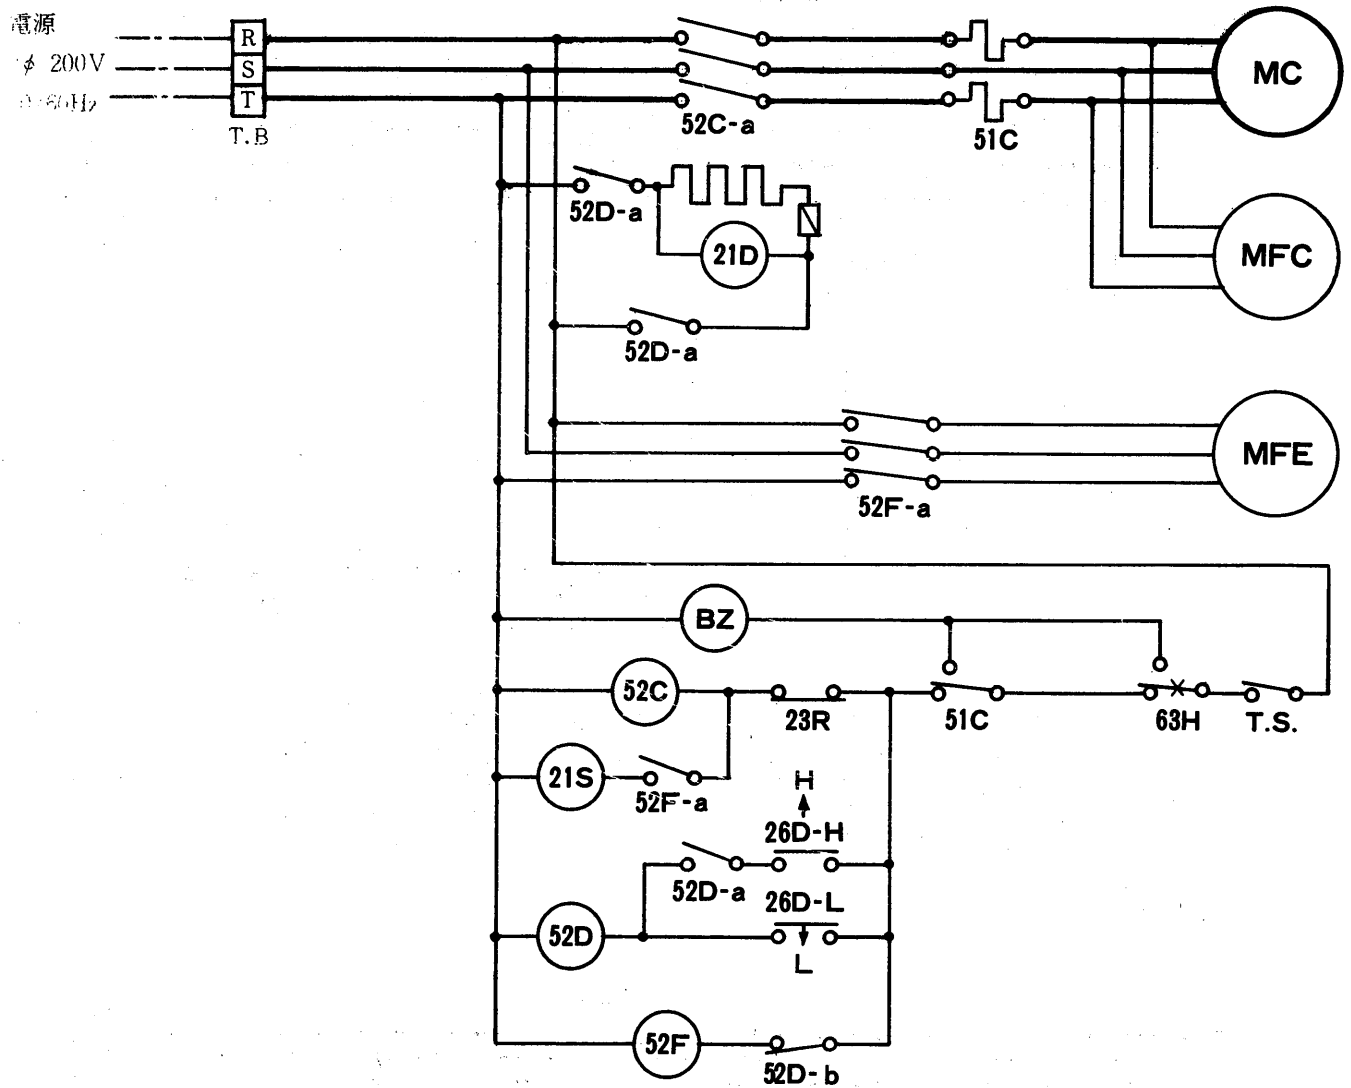 電源
φ 200V
60Hz
R
S
T
T.B
52C-a
51C
MC
52D-a
21D
52D-a
MFC
52F-a
MFE
BZ
52C
23R
51C
63H
T.S.
21S
52F-a
H
26D-H
52D-a
26D-L
52D
L
52F
52D-b